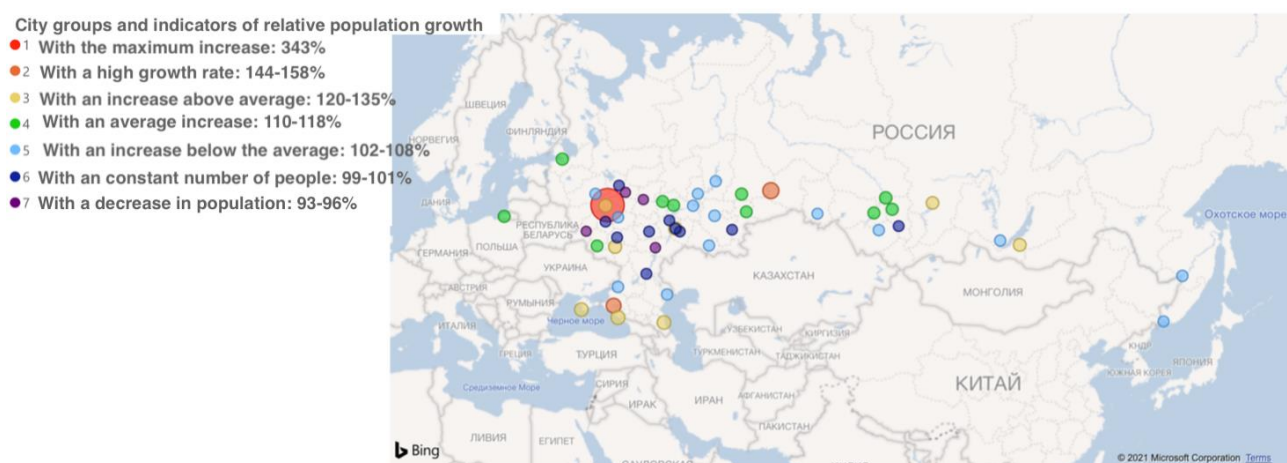 City groups and indicators of relative population growth
1 With the maximum increase: 343%
2 With a high growth rate: 144-158%
3 With an increase above average: 120-135%
4 With an average increase: 110-118%
5 With an increase below the average: 102-108%
6 With an constant number of people: 99-101%
7 With a decrease in population: 93-96%
ШВЕЦИЯ
ФИНЛЯНДИЯ
НОРВЕГИЯ
РОССИЯ
ДАНИЯ
Охотское море
РЕСПУБЛИКА
БЕЛАРУСЬ
ПОЛЬША
ГЕРМАНИЯ
УКРАИНА
КАЗАХСТАН
АВСТРИЯ
МОНГОЛИЯ
РУМЫНИЯ
Черное море
ИТАЛИЯ
УЗБЕКИСТАН
КИРГИЗИЯ
ГРЕЦИЯ
ТУРЦИЯ
ТУРКМЕНИСТАН
ТАДЖИКИСТАН
КНДР
ЯПОНИЯ
ЮЖНАЯ КОРЕЯ
Средиземное Море
СИРИЯ
КИТАЙ
ИРАК
ИРАН
АФГАНИСТАН
ПАКИСТАН
ЛИВИЯ
ЕГИПЕТ
Bing
© 2021 Microsoft Corporation Terms